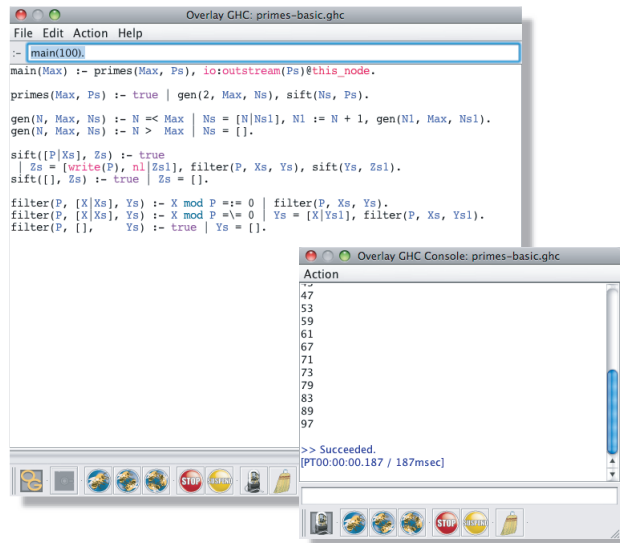 Overlay GHC: primes-basic.ghc
File Edit Action Help
:- main(100).
main(Max) :- primes(Max, Ps), io:outstream(Ps)@this_node.
primes(Max, Ps) :- true | gen(2, Max, Ns), sift(Ns, Ps).
gen(N, Max, Ns) :- N =< Max | Ns = [N|Ns1], N1 := N + 1, gen(N1, Max, Ns1).
gen(N, Max, Ns) :- N >  Max | Ns = [].
sift([P|Xs], Zs) :- true
| Zs = [write(P), nl|Zs1], filter(P, Xs, Ys), sift(Ys, Zs1).
sift([], Zs) :- true | Zs = [].
filter(P, [X|Xs], Ys) :- X mod P =:= 0 | filter(P, Xs, Ys).
filter(P, [X|Xs], Ys) :- X mod P =\= 0 | Ys = [X|Ys1], filter(P, Xs, Ys1).
filter(P, [],     Ys) :- true | Ys = [].
Overlay GHC Console: primes-basic.ghc
Action
47
53
59
61
67
71
73
79
83
89
97
>> Succeeded.
[PT00:00:00.187 / 187msec]
STOP
STOP